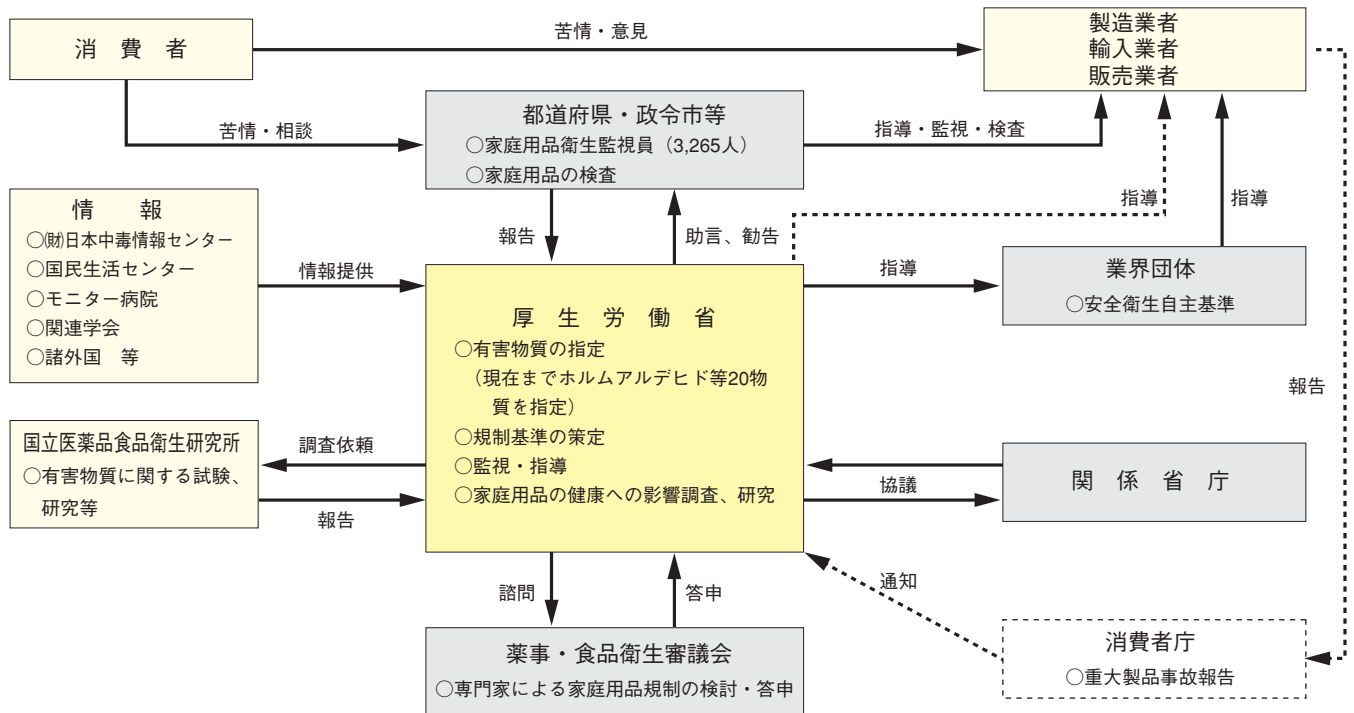 消費者
苦情・意見
製造業者
輸入業者
販売業者
苦情・相談
都道府県・政令市等
○家庭用品衛生監視員（3,265人）
○家庭用品の検査
指導・監視・検査
情　報
○㈶日本中毒情報センター
○国民生活センター
○モニター病院
○関連学会
○諸外国　等
報告
助言、勧告
指導
指導
情報提供
指導
業界団体
○安全衛生自主基準
厚生労働省
○有害物質の指定
（現在までホルムアルデヒド等20物
質を指定）
○規制基準の策定
○監視・指導
○家庭用品の健康への影響調査、研究
報告
国立医薬品食品衛生研究所
○有害物質に関する試験、
研究等
調査依頼
報告
協議
関係省庁
諮問
答申
通知
薬事・食品衛生審議会
○専門家による家庭用品規制の検討・答申
消費者庁
○重大製品事故報告